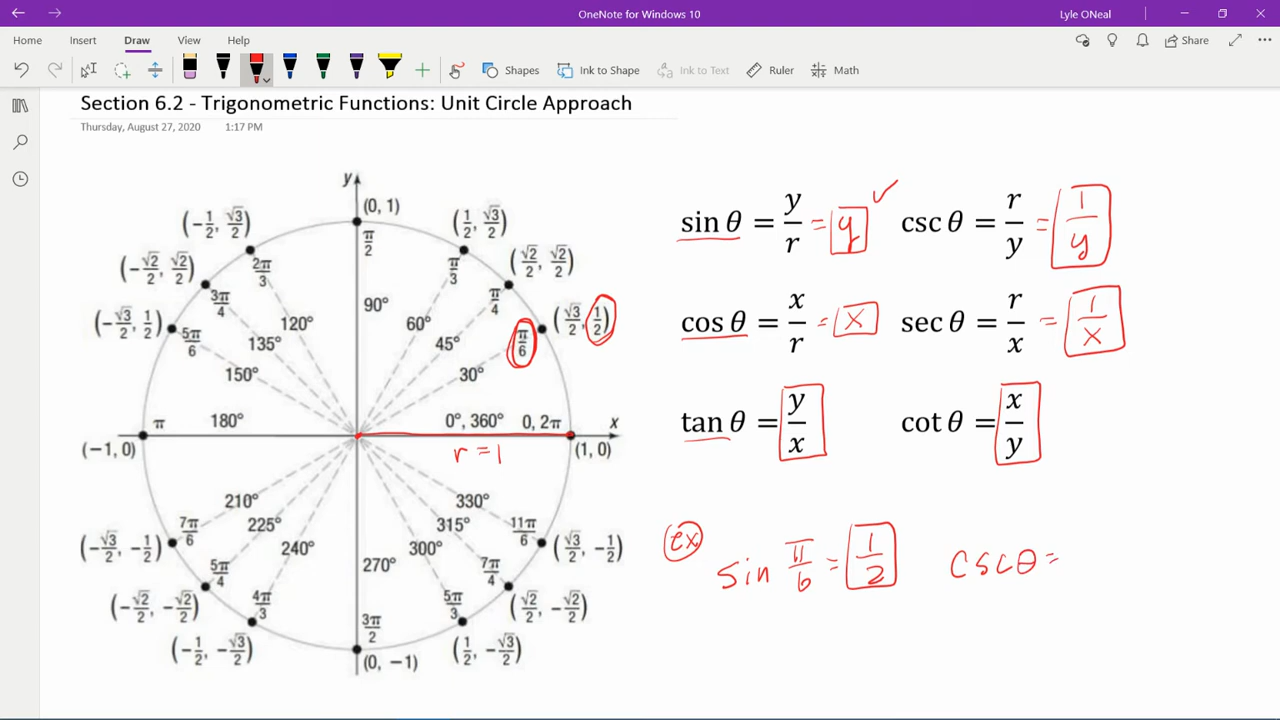 OneNote for Windows 10
Lyle ONeal
Home Insert Draw View Help
Share
Shapes Ink to Shape Ink to Text Ruler Math
Section 6.2 - Trigonometric Functions: Unit Circle Approach
Thursday, August 27, 2020 1:17 PM
y
(0, 1)
(-1/2, √3/2) (1/2, √3/2)
π/2
(-√2/2, √2/2) 2π/3 π/3 (√2/2, √2/2)
3π/4 90° π/4
(-√3/2, 1/2) 120° 60° (√3/2, 1/2)
5π/6 135° 45° π/6
150° 30°
π 180° 0°, 360° 0, 2π x
(-1, 0) r = 1 (1, 0)
210° 330°
7π/6 225° 315° 11π/6
(-√3/2, -1/2) 240° 300° (√3/2, -1/2)
5π/4 270° 7π/4
(-√2/2, -√2/2) 4π/3 5π/3 (√2/2, -√2/2)
3π/2
(-1/2, -√3/2) (1/2, -√3/2)
(0, -1)
sin θ = y/r = y ✓ csc θ = r/y = 1/y
cos θ = x/r = x sec θ = r/x = 1/x
tan θ = y/x cot θ = x/y
ex sin π/6 = 1/2 cscθ =